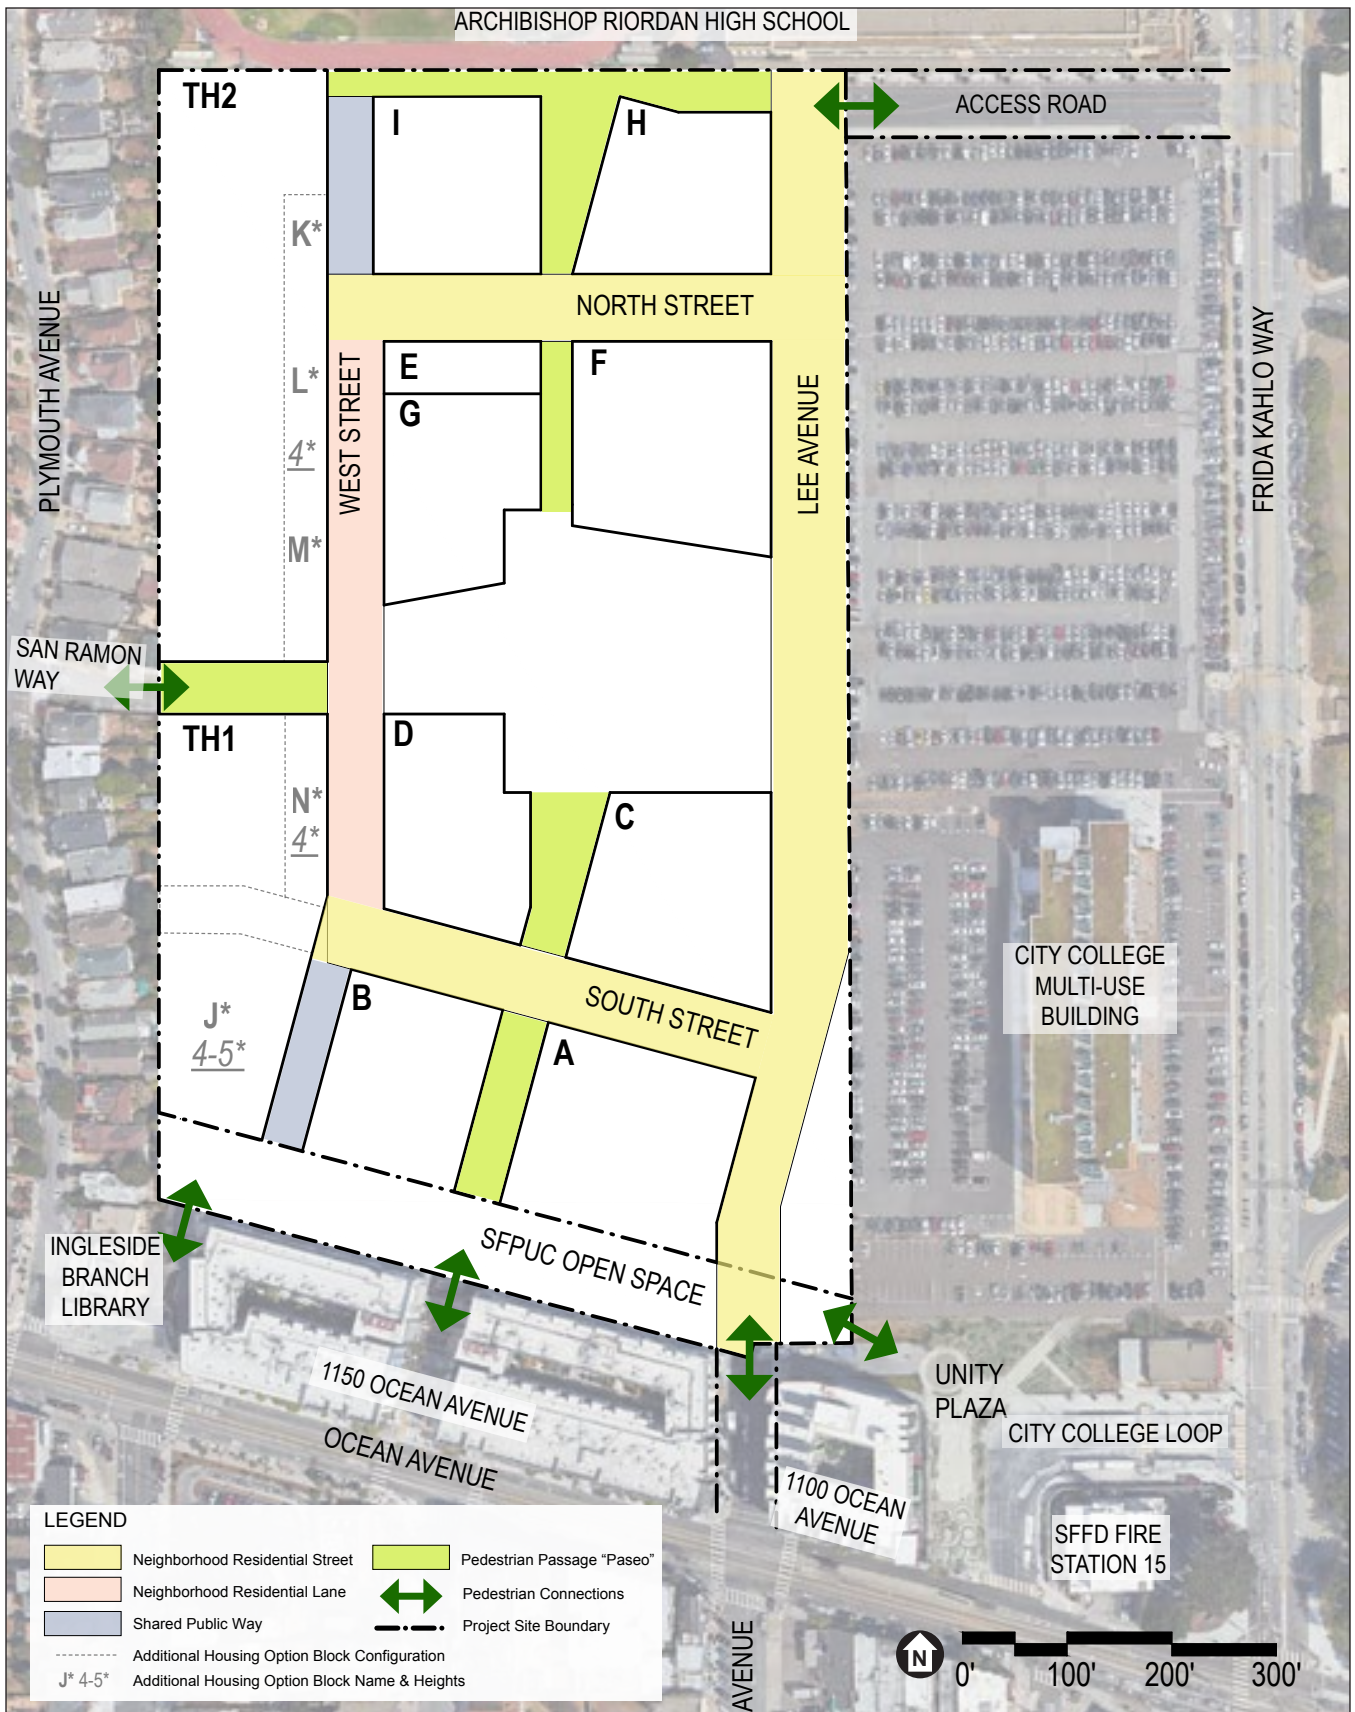 ARCHBISHOP RIORDAN HIGH SCHOOL
TH2
I
H
ACCESS ROAD
K*
NORTH STREET
PLYMOUTH AVENUE
WEST STREET
E
F
L*
G
LEE AVENUE
FRIDA KAHLO WAY
4*
M*
SAN RAMON
WAY
TH1
D
N*
4*
C
CITY COLLEGE
MULTI-USE
BUILDING
J*
4-5*
B
SOUTH STREET
A
SFPUC OPEN SPACE
INGLESIDE
BRANCH
LIBRARY
1150 OCEAN AVENUE
OCEAN AVENUE
UNITY
PLAZA
CITY COLLEGE LOOP
1100 OCEAN
AVENUE
SFFD FIRE
STATION 15
AVENUE
LEGEND
Neighborhood Residential Street
Pedestrian Passage “Paseo”
Neighborhood Residential Lane
Pedestrian Connections
Shared Public Way
Project Site Boundary
Additional Housing Option Block Configuration
J* 4-5* Additional Housing Option Block Name & Heights
N
0' 100' 200' 300'